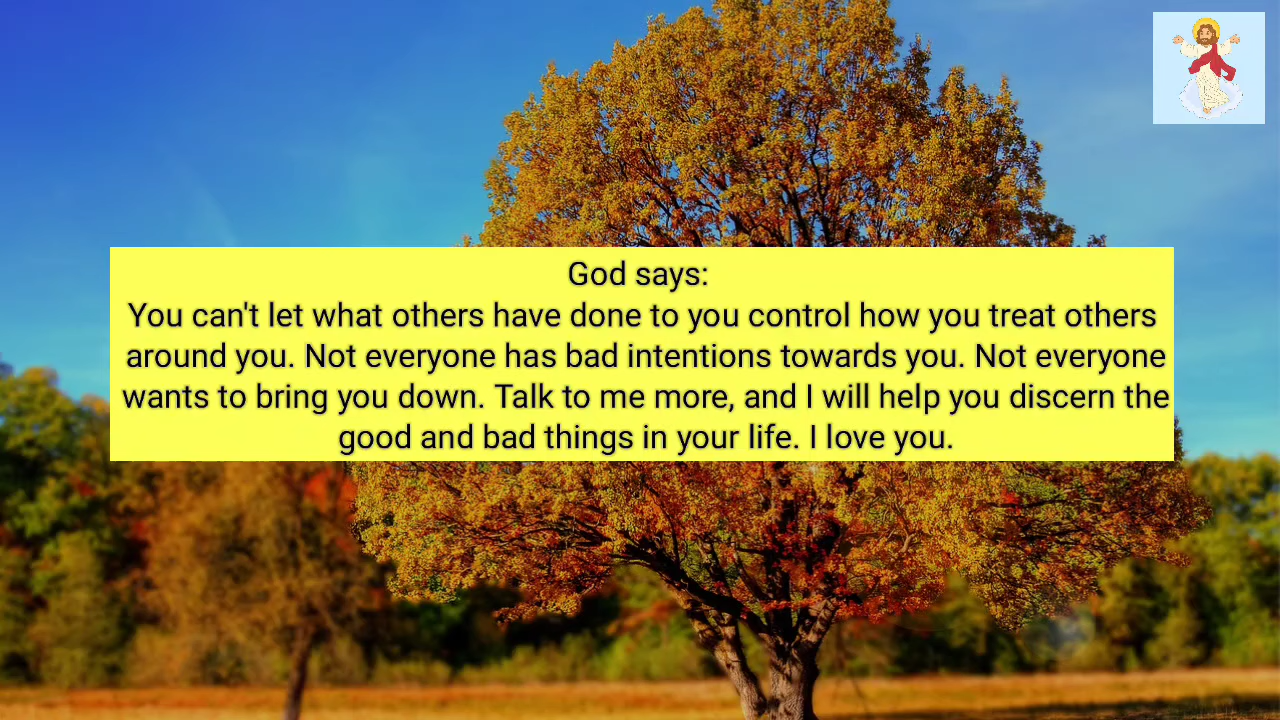 God says:
You can't let what others have done to you control how you treat others
around you. Not everyone has bad intentions towards you. Not everyone
wants to bring you down. Talk to me more, and I will help you discern the
good and bad things in your life. I love you.